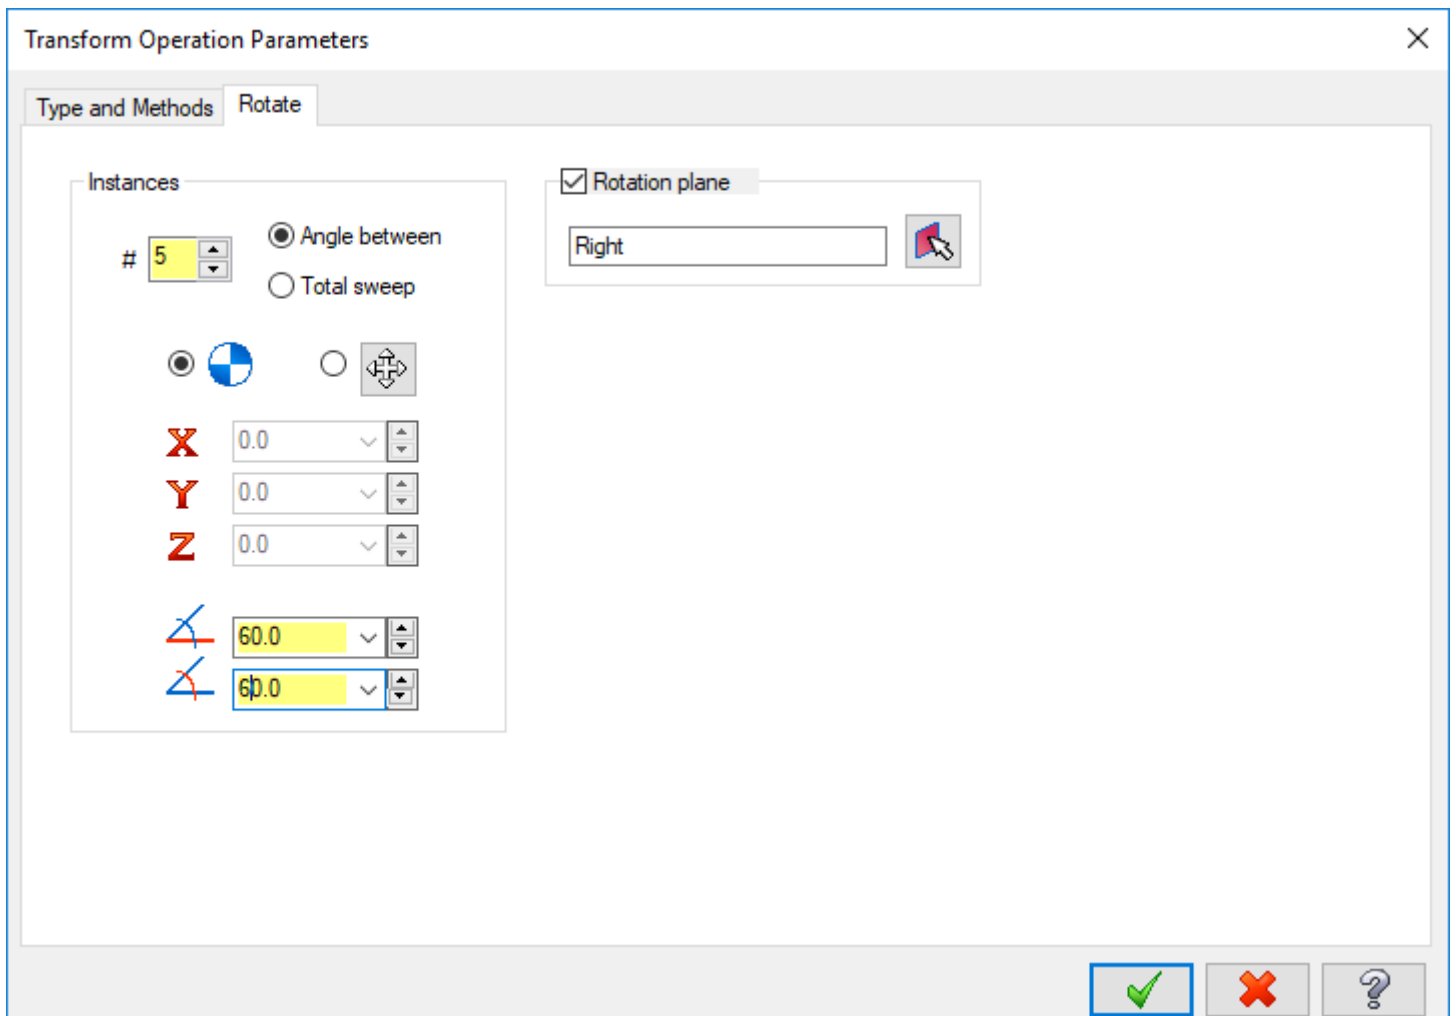 Transform Operation Parameters
Type and Methods
Rotate
Instances
# 5
Angle between
Total sweep
X 0.0
Y 0.0
Z 0.0
60.0
60.0
Rotation plane
Right